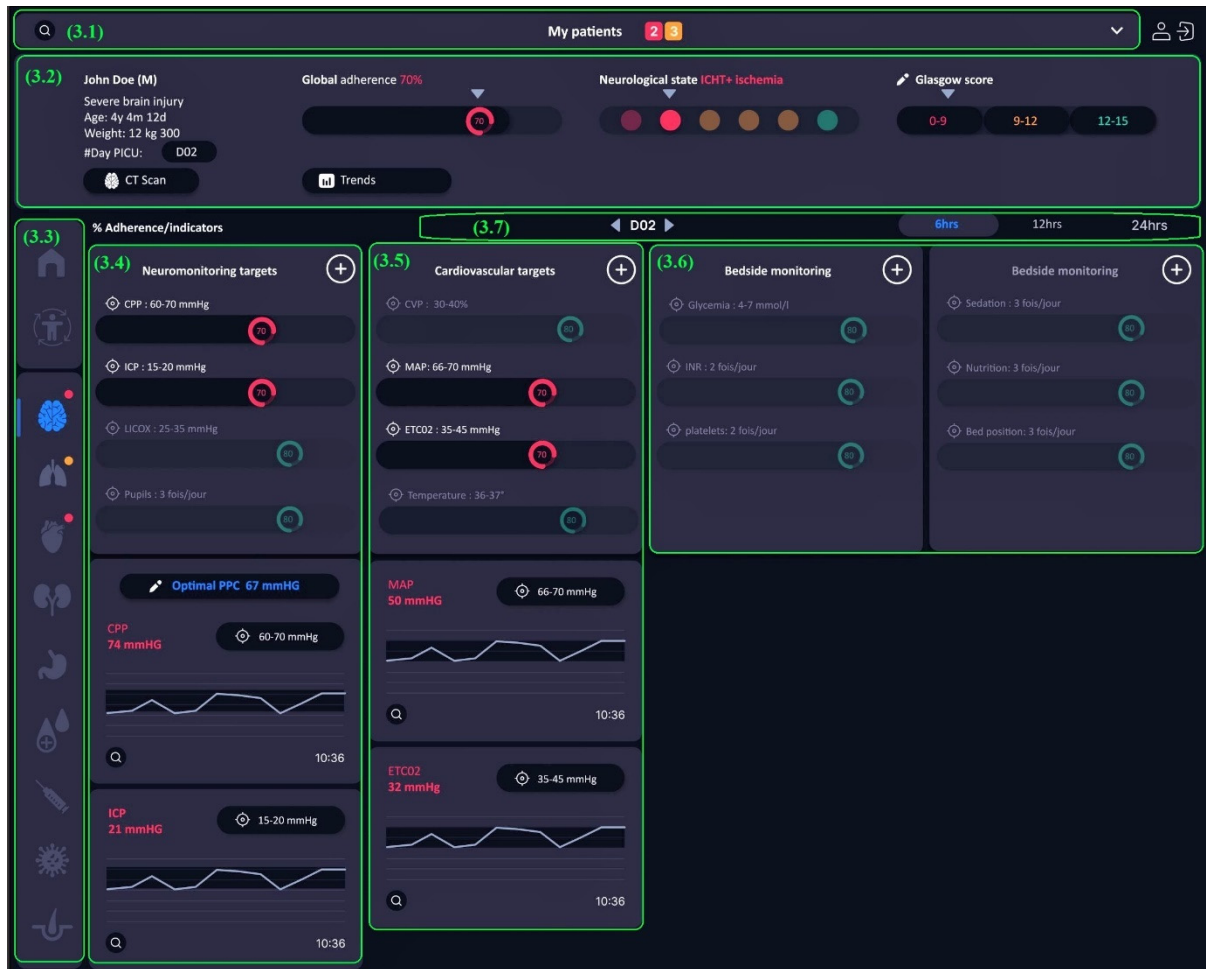 (3.1)
My patients 2 3
(3.2)
John Doe (M)
Severe brain injury
Age: 4y 4m 12d
Weight: 12 kg 300
#Day PICU: D02
CT Scan
Global adherence 70%
70
Trends
Neurological state ICHT+ ischemia
Glasgow score
0-9 9-12 12-15
(3.3)
% Adherence/indicators
(3.7)
D02
6hrs 12hrs 24hrs
(3.4)
Neuromonitoring targets
CPP : 60-70 mmHg
70
ICP : 15-20 mmHg
70
LICOX : 25-35 mmHg
80
Pupils : 3 fois/jour
80
Optimal PPC 67 mmHG
CPP
74 mmHG
60-70 mmHg
10:36
ICP
21 mmHG
15-20 mmHg
10:36
(3.5)
Cardiovascular targets
CVP : 30-40%
80
MAP: 66-70 mmHg
70
ETC02 : 35-45 mmHg
70
Temperature : 36-37°
80
MAP
50 mmHG
66-70 mmHg
10:36
ETC02
32 mmHg
35-45 mmHg
10:36
(3.6)
Bedside monitoring
Glycemia : 4-7 mmol/l
80
INR : 2 fois/jour
80
platelets: 2 fois/jour
80
Bedside monitoring
Sedation : 3 fois/jour
80
Nutrition: 3 fois/jour
80
Bed position: 3 fois/jour
80